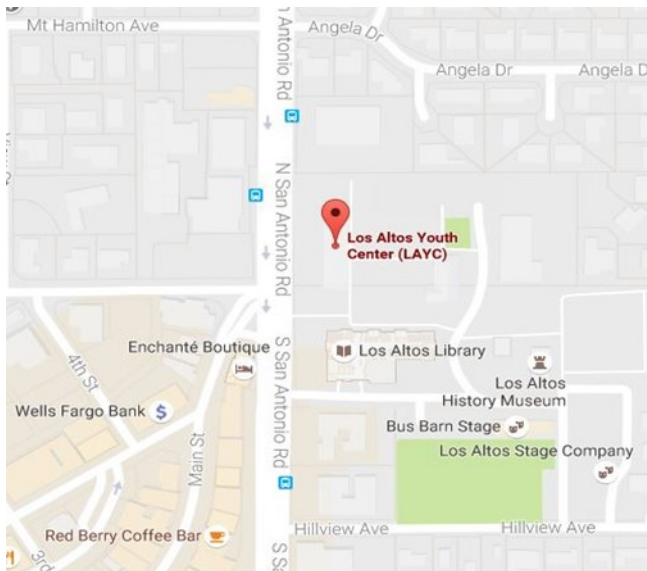 Mt Hamilton Ave
Angela Dr
Angela Dr
Angela D
Antonio Rd
N San Antonio Rd
Los Altos Youth
Center (LAYC)
S San Antonio Rd
Enchanté Boutique
Los Altos Library
4th St
Los Altos
History Museum
Wells Fargo Bank
$
Bus Barn Stage
Main St
Los Altos Stage Company
Red Berry Coffee Bar
Hillview Ave
Hillview Ave
3rd
S Sa